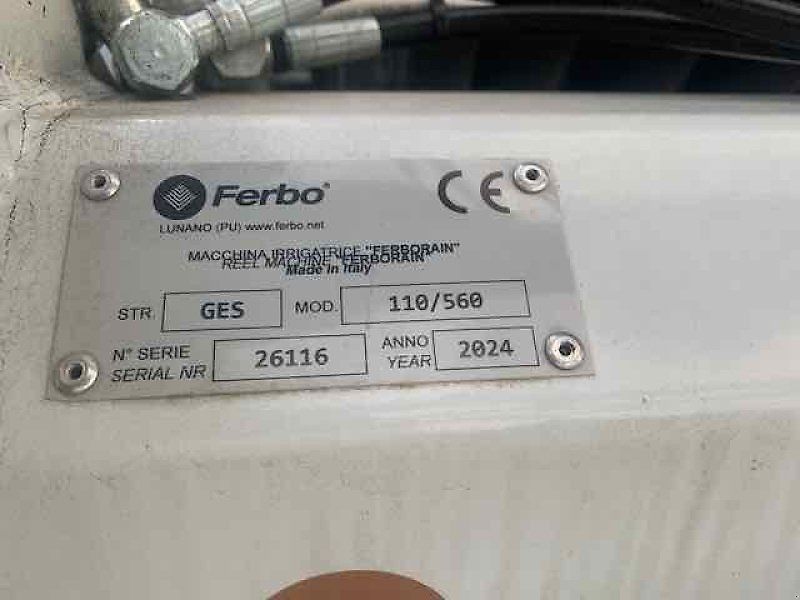 Ferbo®
CE
LUNANO (PU) www.ferbo.net
MACCHINA IRRIGATRICE "FERBORAIN"
REEL MACHINE "FERBORAIN"
Made in Italy
STR. GES MOD. 110/560
N° SERIE
SERIAL NR 26116
ANNO
YEAR 2024